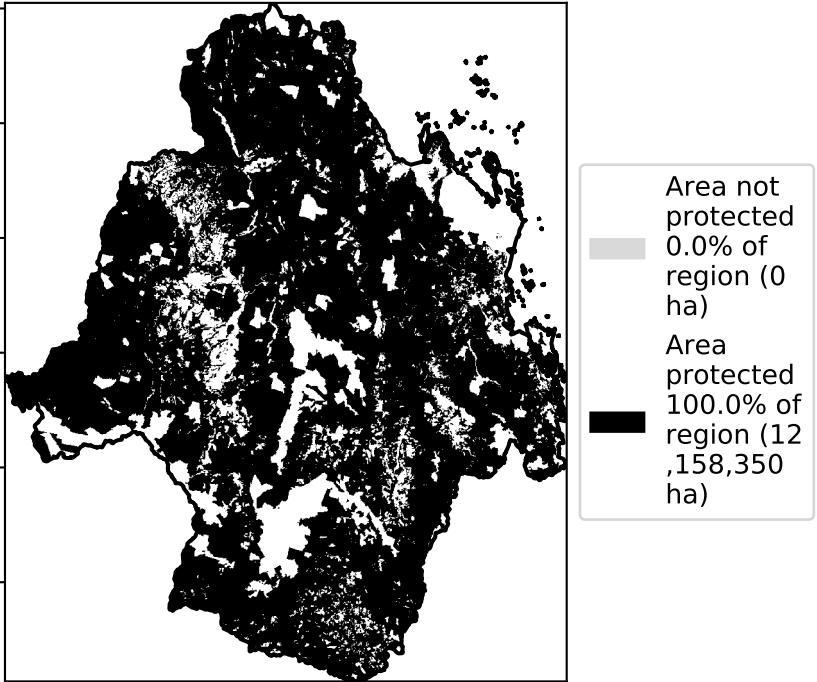 Area not
protected
0.0% of
region (0
ha)
Area
protected
100.0% of
region (12
,158,350
ha)